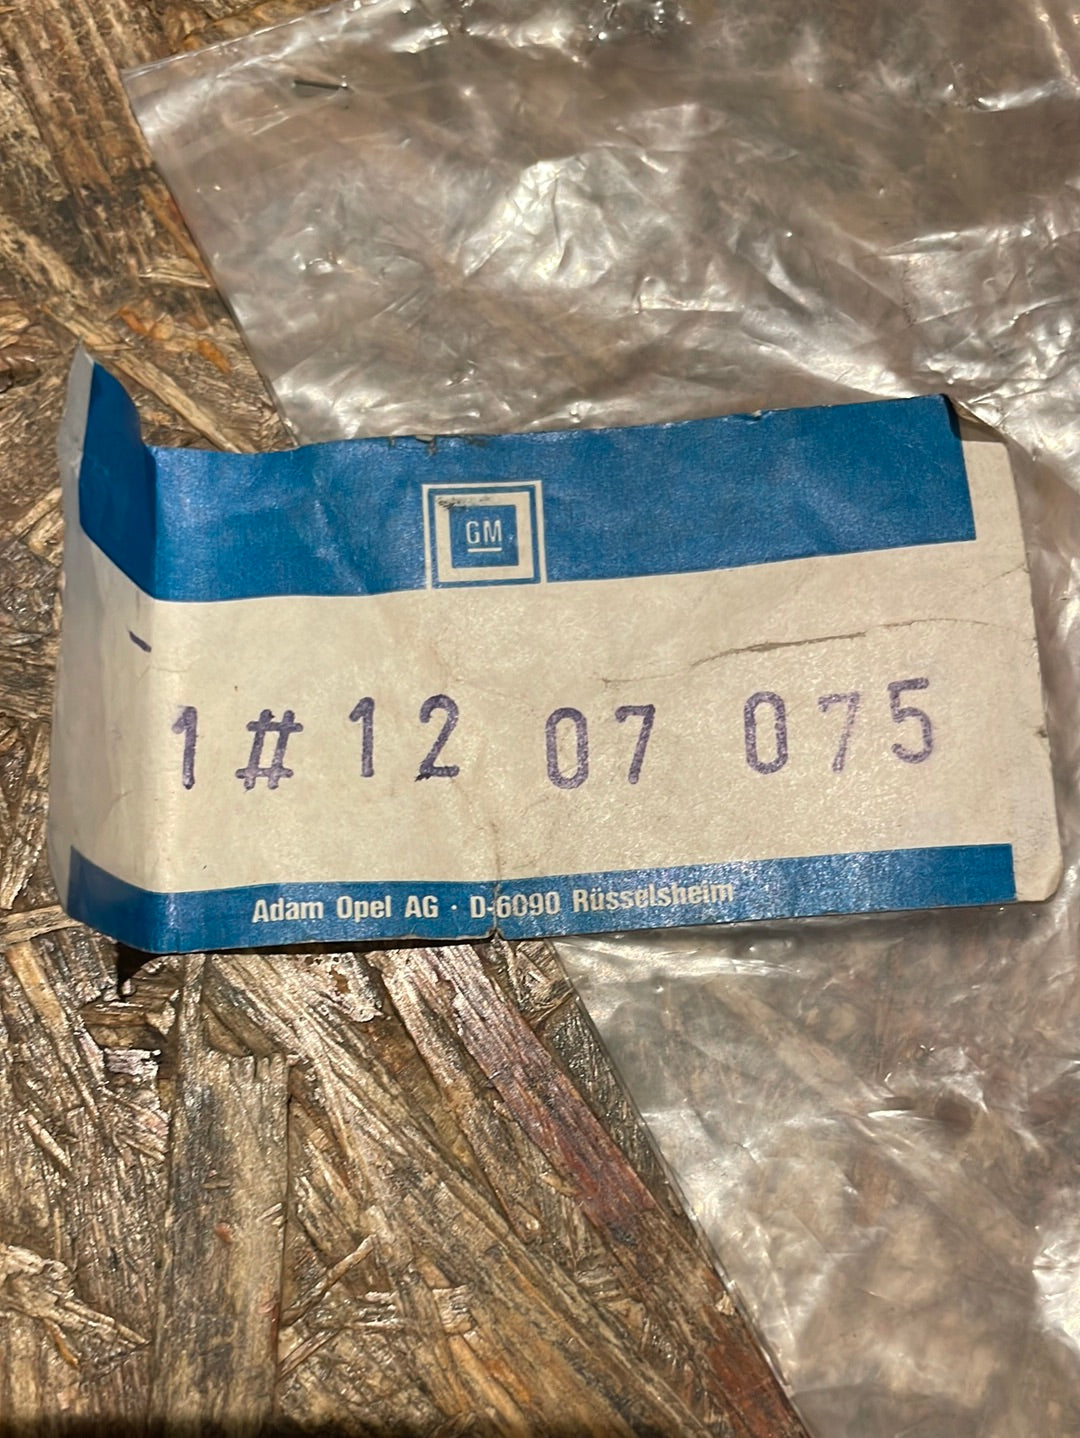 GM
1 # 12 07 075
Adam Opel AG · D-6090 Rüsselsheim